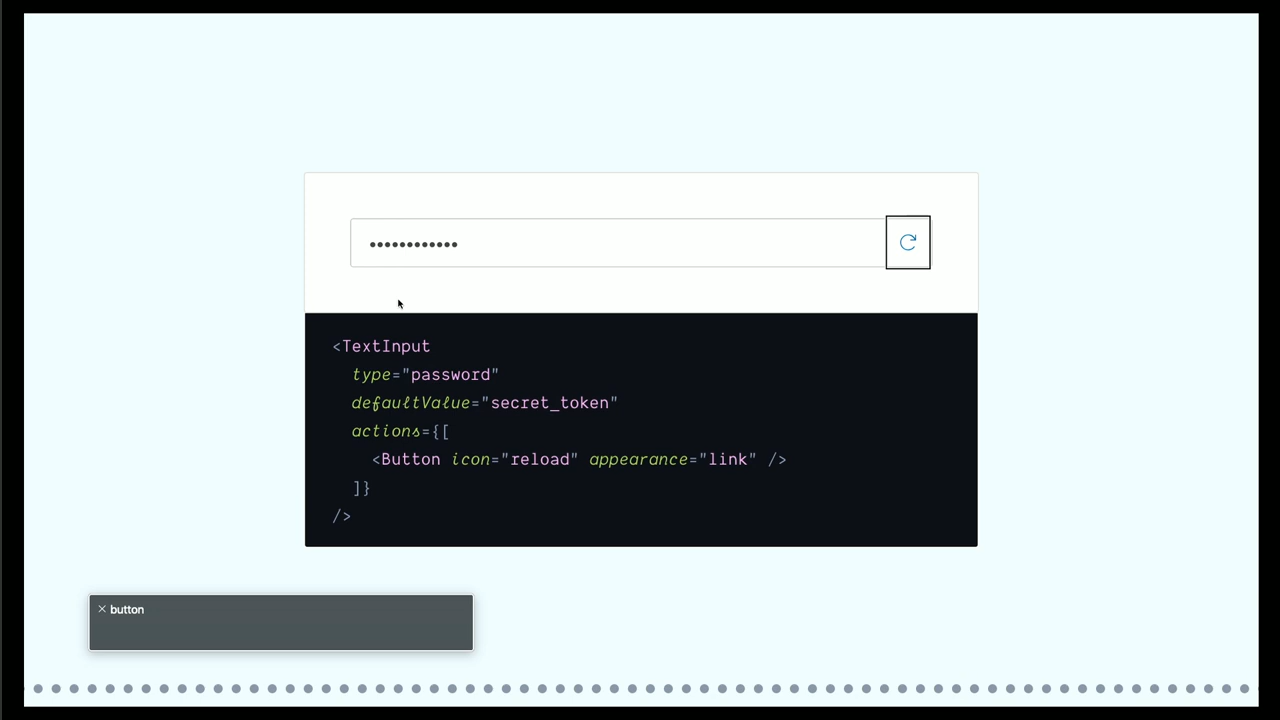 ••••••••••••
<TextInput
type="password"
defaultValue="secret_token"
actions={[
<Button icon="reload" appearance="link" />
]}
/>
button